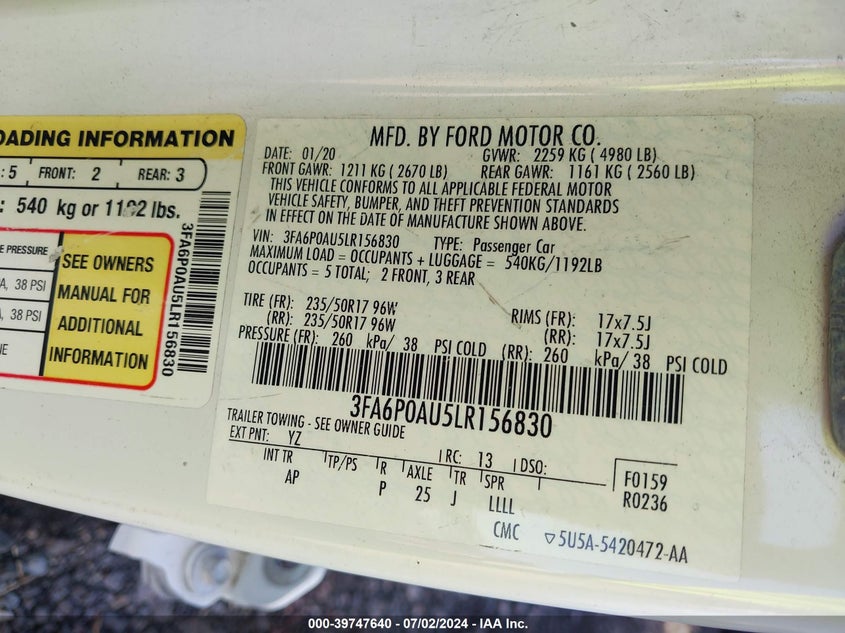 OADING INFORMATION
: 5 FRONT: 2 REAR: 3
: 540 kg or 1192 lbs.
E PRESSURE
A, 38 PSI
A, 38 PSI
NE
SEE OWNERS
MANUAL FOR
ADDITIONAL
INFORMATION
3FA6P0AU5LR156830
MFD. BY FORD MOTOR CO.
DATE: 01/20 GVWR: 2259 KG ( 4980 LB)
FRONT GAWR: 1211 KG ( 2670 LB) REAR GAWR: 1161 KG ( 2560 LB)
THIS VEHICLE CONFORMS TO ALL APPLICABLE FEDERAL MOTOR
VEHICLE SAFETY, BUMPER, AND THEFT PREVENTION STANDARDS
IN EFFECT ON THE DATE OF MANUFACTURE SHOWN ABOVE.
VIN: 3FA6P0AU5LR156830 TYPE: Passenger Car
MAXIMUM LOAD = OCCUPANTS + LUGGAGE = 540KG/1192LB
OCCUPANTS = 5 TOTAL; 2 FRONT, 3 REAR
TIRE (FR): 235/50R17 96W RIMS (FR): 17x7.5J
(RR): 235/50R17 96W (RR): 17x7.5J
PRESSURE (FR): 260 kPa/ 38 PSI COLD (RR): 260 kPa/ 38 PSI COLD
3FA6P0AU5LR156830
TRAILER TOWING - SEE OWNER GUIDE
EXT PNT: YZ RC: 13 DSO:
INT TR TP/PS R AXLE TR SPR
AP P 25 J LLLL
F0159
R0236
CMC ▽5U5A-5420472-AA
000-39747640 / 07/02/2024 - IAA Inc.